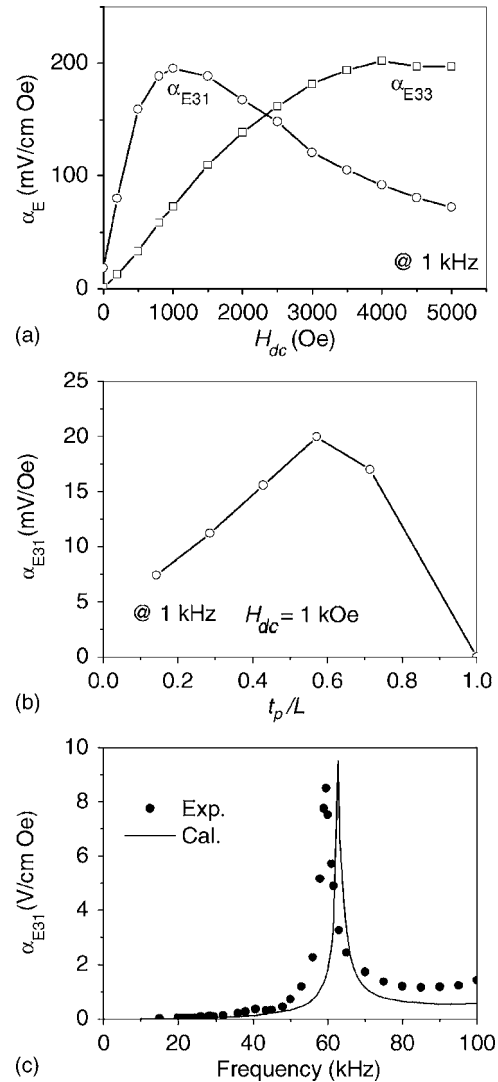 200
100
0
α_E (mV/cm Oe)
α_E31
α_E33
@ 1 kHz
0 1000 2000 3000 4000 5000
(a)
H_dc (Oe)
25
20
15
10
5
0
α_E31 (mV/Oe)
@ 1 kHz H_dc = 1 kOe
0.0 0.2 0.4 0.6 0.8 1.0
(b)
t_p/L
10
8
6
4
2
0
α_E31 (V/cm Oe)
Exp.
Cal.
20 40 60 80 100
(c)
Frequency (kHz)